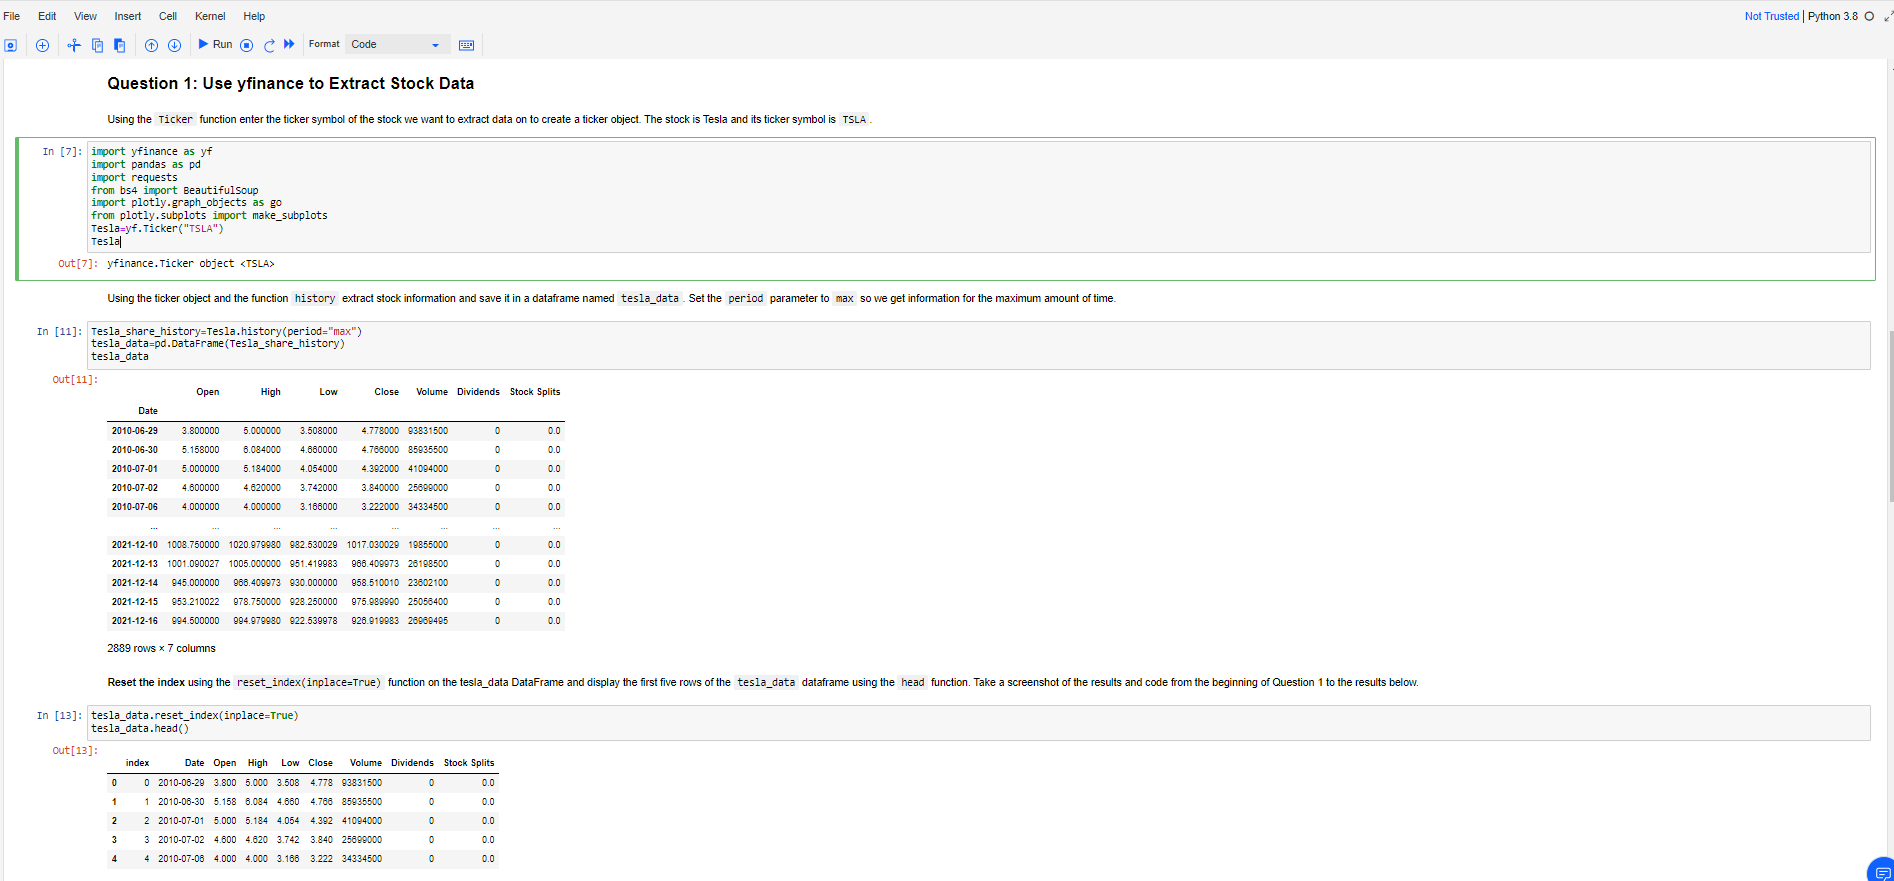 File Edit View Insert Cell Kernel Help Not Trusted | Python 3.8
Run Format Code
Question 1: Use yfinance to Extract Stock Data
Using the Ticker function enter the ticker symbol of the stock we want to extract data on to create a ticker object. The stock is Tesla and its ticker symbol is TSLA .
In [7]: import yfinance as yf
import pandas as pd
import requests
from bs4 import BeautifulSoup
import plotly.graph_objects as go
from plotly.subplots import make_subplots
Tesla=yf.Ticker("TSLA")
Tesla
Out[7]: yfinance.Ticker object <TSLA>
Using the ticker object and the function history extract stock information and save it in a dataframe named tesla_data . Set the period parameter to max so we get information for the maximum amount of time.
In [11]: Tesla_share_history=Tesla.history(period="max")
tesla_data=pd.DataFrame(Tesla_share_history)
tesla_data
Out[11]:
Open High Low Close Volume Dividends Stock Splits
Date
2010-06-29 3.800000 5.000000 3.508000 4.778000 93831500 0 0.0
2010-06-30 5.158000 6.084000 4.660000 4.766000 85935500 0 0.0
2010-07-01 5.000000 5.184000 4.054000 4.392000 41094000 0 0.0
2010-07-02 4.600000 4.620000 3.742000 3.840000 25699000 0 0.0
2010-07-06 4.000000 4.000000 3.166000 3.222000 34334500 0 0.0
... ... ... ... ... ... ... ...
2021-12-10 1008.750000 1020.979980 982.530029 1017.030029 19855000 0 0.0
2021-12-13 1001.090027 1005.000000 951.419983 966.409973 26198500 0 0.0
2021-12-14 945.000000 966.409973 930.000000 958.510010 23602100 0 0.0
2021-12-15 953.210022 978.750000 928.250000 975.989990 25056400 0 0.0
2021-12-16 994.500000 994.979980 922.539978 926.919983 26969495 0 0.0
2889 rows × 7 columns
Reset the index using the reset_index(inplace=True) function on the tesla_data DataFrame and display the first five rows of the tesla_data dataframe using the head function. Take a screenshot of the results and code from the beginning of Question 1 to the results below.
In [13]: tesla_data.reset_index(inplace=True)
tesla_data.head()
Out[13]:
index Date Open High Low Close Volume Dividends Stock Splits
0 0 2010-06-29 3.800 5.000 3.508 4.778 93831500 0 0.0
1 1 2010-06-30 5.158 6.084 4.660 4.766 85935500 0 0.0
2 2 2010-07-01 5.000 5.184 4.054 4.392 41094000 0 0.0
3 3 2010-07-02 4.600 4.620 3.742 3.840 25699000 0 0.0
4 4 2010-07-06 4.000 4.000 3.166 3.222 34334500 0 0.0